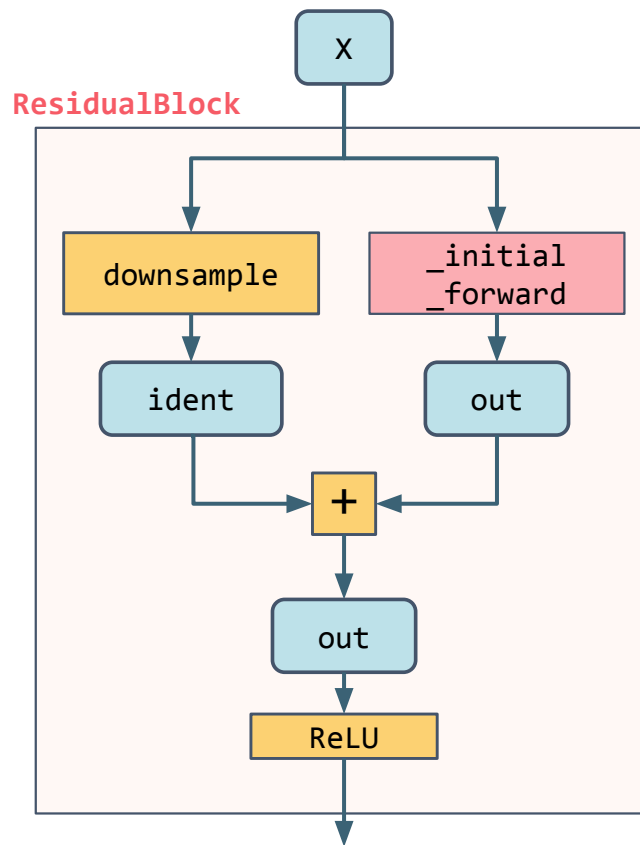 X
ResidualBlock
downsample
_initial
_forward
ident
out
+
out
ReLU